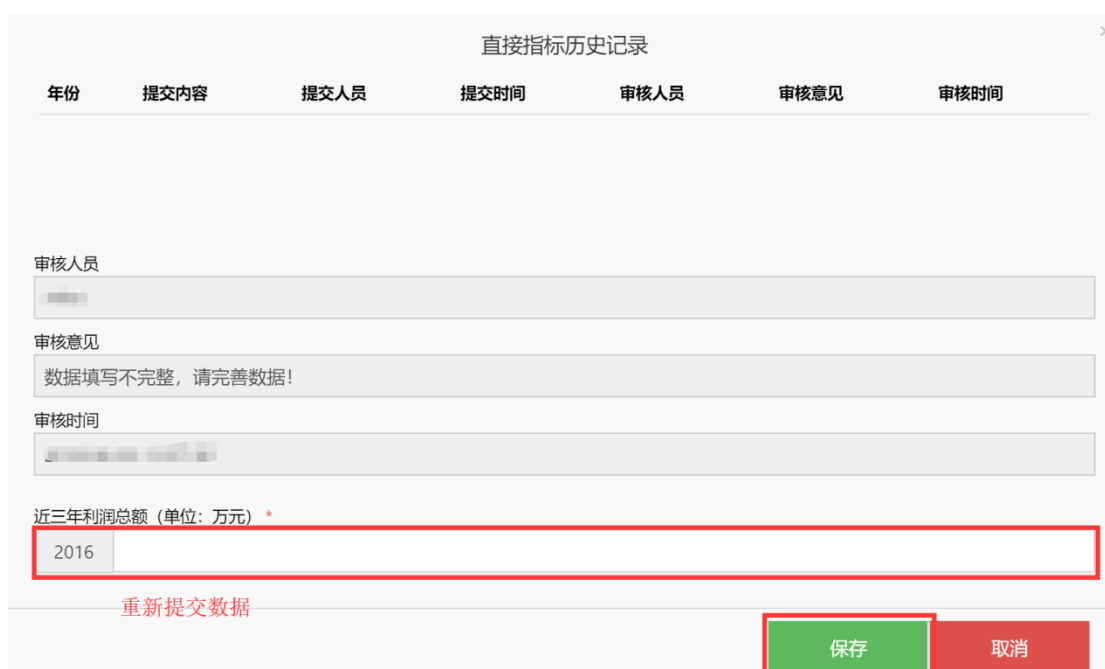 直接指标历史记录
年份 提交内容 提交人员 提交时间 审核人员 审核意见 审核时间
审核人员
审核意见
数据填写不完整，请完善数据！
审核时间
近三年利润总额（单位：万元） *
2016
重新提交数据
保存 取消